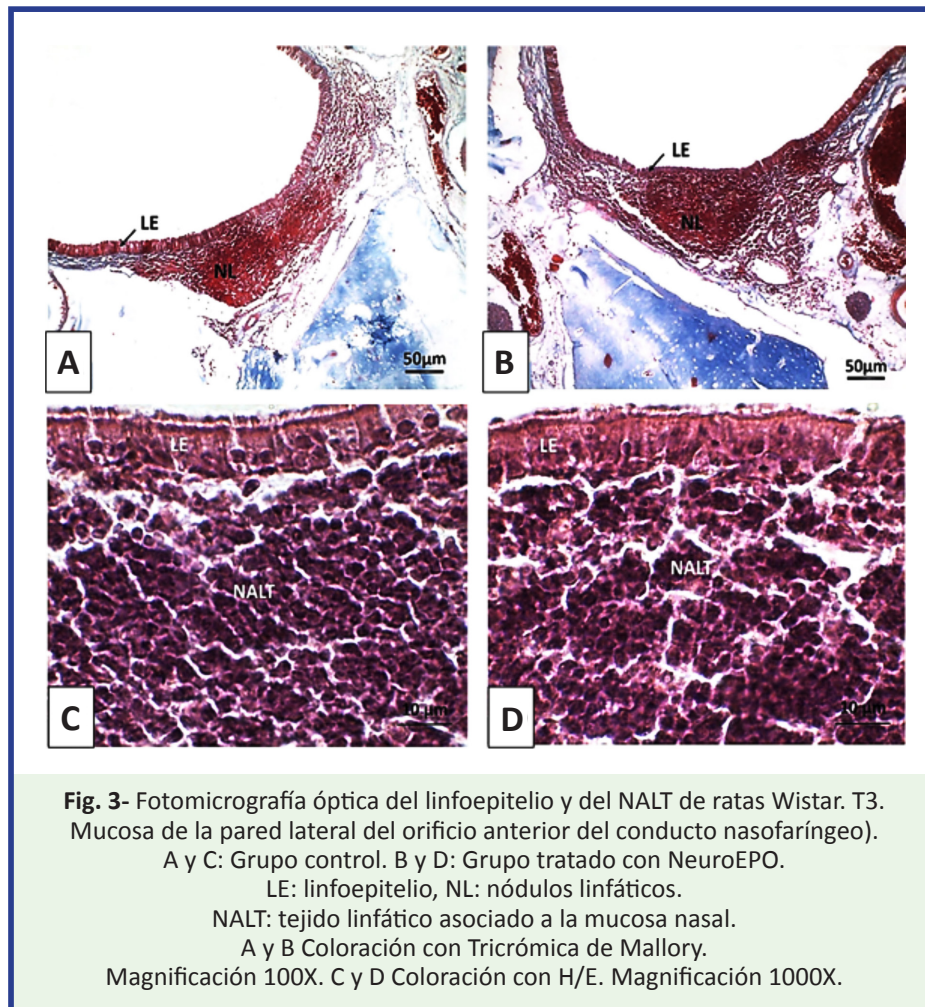 LE
LE
NL
NL
A
50µm
B
50µm
LE
LE
NALT
NALT
C
10 µm
D
10 µm
Fig. 3- Fotomicrografía óptica del linfoepitelio y del NALT de ratas Wistar. T3.
Mucosa de la pared lateral del orificio anterior del conducto nasofaríngeo).
A y C: Grupo control. B y D: Grupo tratado con NeuroEPO.
LE: linfoepitelio, NL: nódulos linfáticos.
NALT: tejido linfático asociado a la mucosa nasal.
A y B Coloración con Tricrómica de Mallory.
Magnificación 100X. C y D Coloración con H/E. Magnificación 1000X.